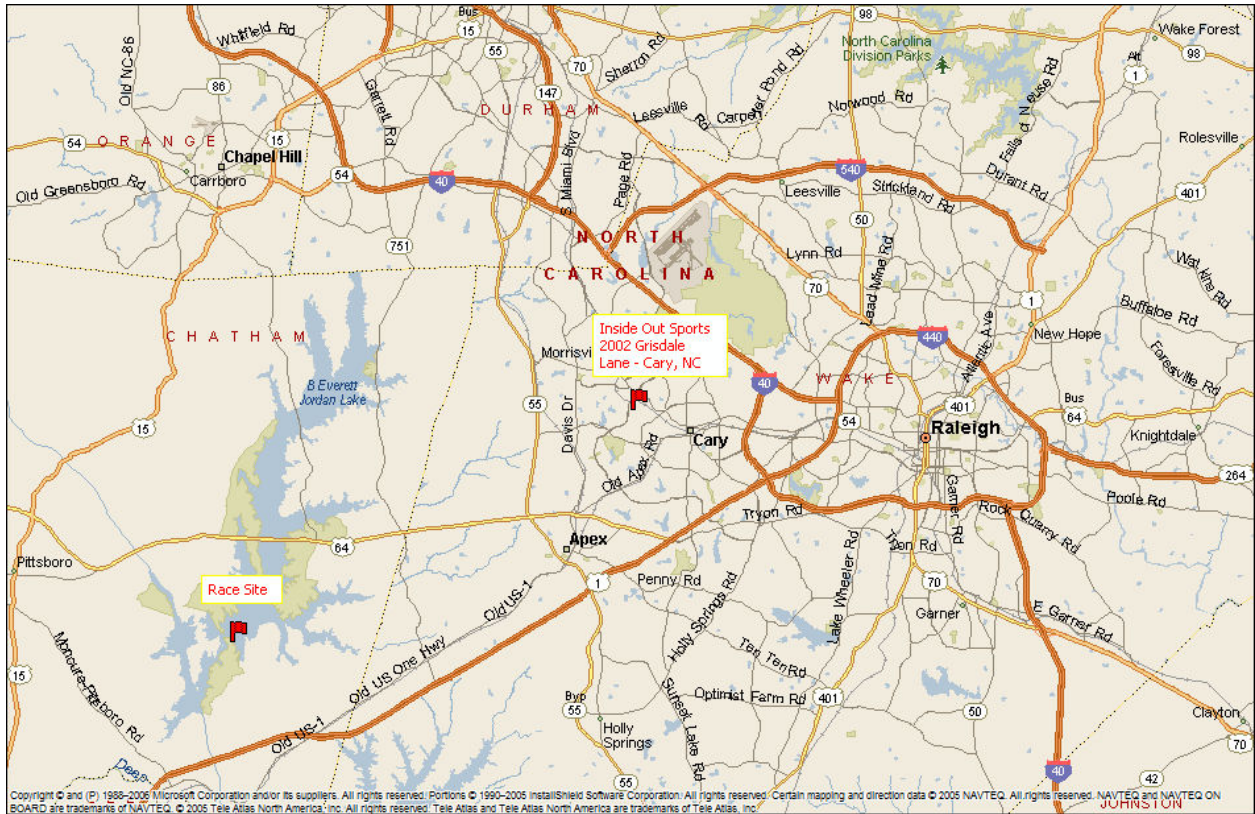 Whitfield Rd
Old NC-86
86
Bus
15
55
70
Sherron Rd
98
North Carolina
Division Parks
Wake Forest
98
Alt
1
Garrett Rd
147
DURHAM
Leesville Rd
Carpenter Pond Rd
Norwood Rd
Falls of Neuse Rd
Rolesville
ORANGE
54
15
Chapel Hill
Carrboro
54
40
S Miami Blvd
Page Rd
540
Leesville
Strickland Rd
Durant Rd
401
Old Greensboro Rd
50
751
NORTH
CAROLINA
Lynn Rd
Lead Mine Rd
70
Watkins Rd
1
Buffaloe Rd
New Hope
Forestville Rd
CHATHAM
Inside Out Sports
2002 Grisdale
Lane - Cary, NC
Morrisvi
440
Atlantic Ave
B Everett
Jordan Lake
55
Davis Dr
40
WAKE
401
Bus
64
15
Cary
54
Raleigh
Knightdale
Old Apex Rd
264
Poole Rd
Tryon Rd
Garner Rd
Rock Quarry Rd
64
Apex
Tryon Rd
Pittsboro
Race Site
1
Penny Rd
Lake Wheeler Rd
70
Garner
E Garner Rd
Old US-1
Holly Springs Rd
Moncure-Pittsboro Rd
Old US One Hwy
Ten Ten Rd
15
Optimist Farm Rd
401
50
Byp
55
Sunset Lake Rd
Holly
Springs
Clayton
70
Old US-1
Deep
55
40
42
Copyright © and (P) 1988–2006 Microsoft Corporation and/or its suppliers. All rights reserved. Portions © 1990–2005 InstallShield Software Corporation. All rights reserved. Certain mapping and direction data © 2005 NAVTEQ. All rights reserved. NAVTEQ and NAVTEQ ON
BOARD are trademarks of NAVTEQ. © 2005 Tele Atlas North America, Inc. All rights reserved. Tele Atlas and Tele Atlas North America are trademarks of Tele Atlas, Inc.
JOHNSTON